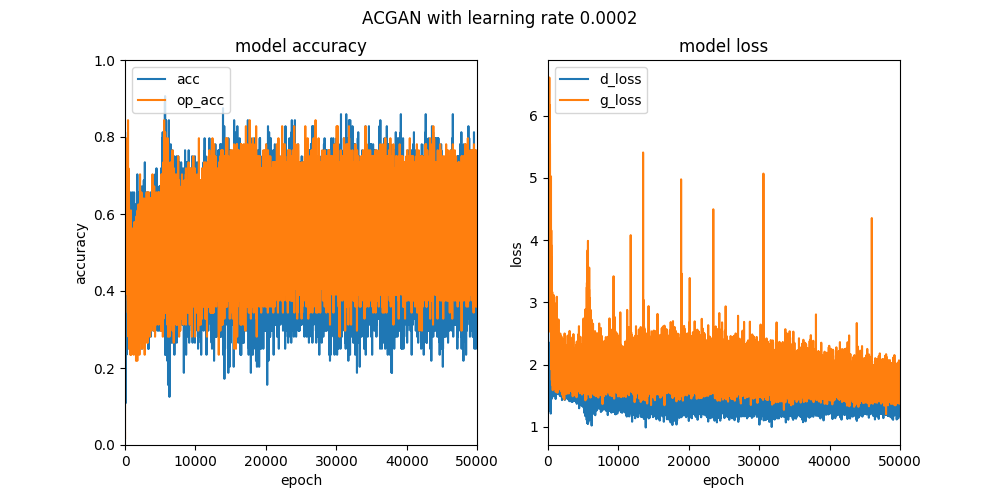 ACGAN with learning rate 0.0002
model accuracy
acc
op_acc
1.0
0.8
0.6
0.4
0.2
0.0
accuracy
0
10000
20000
30000
40000
50000
epoch
model loss
d_loss
g_loss
6
5
4
3
2
1
loss
0
10000
20000
30000
40000
50000
epoch